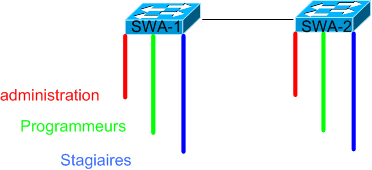 SWA-1
SWA-2
administration
Programmeurs
Stagiaires